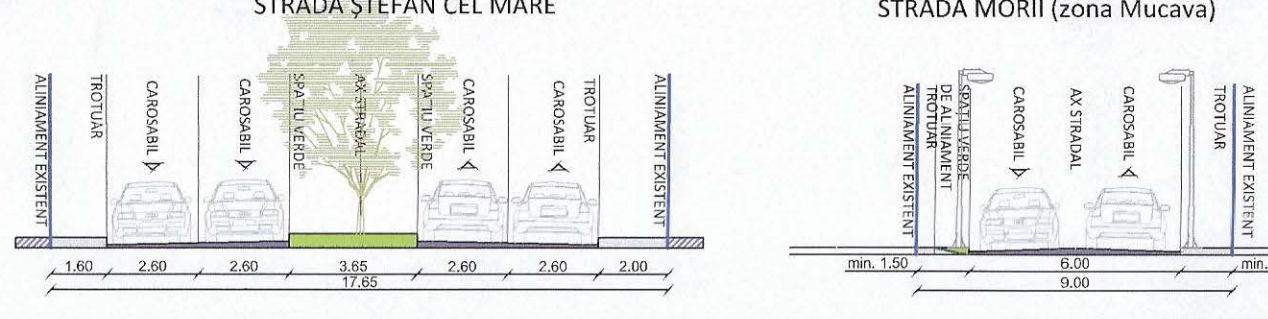 STRADA ȘTEFAN CEL MARE
ALINIAMENT EXISTENT
TROTUAR
CAROSABIL
CAROSABIL
SPAȚIU VERDE
AX STRADAL
SPAȚIU VERDE
CAROSABIL
CAROSABIL
TROTUAR
ALINIAMENT EXISTENT
1.60 2.60 2.60 3.65 2.60 2.60 2.00
17.65
STRADA MORII (zona Mucava)
ALINIAMENT EXISTENT
TROTUAR
DE ALINIAMENT
SPAȚIU VERDE
CAROSABIL
AX STRADAL
CAROSABIL
TROTUAR
ALINIAMENT EXISTENT
min. 1.50 6.00 min.
9.00